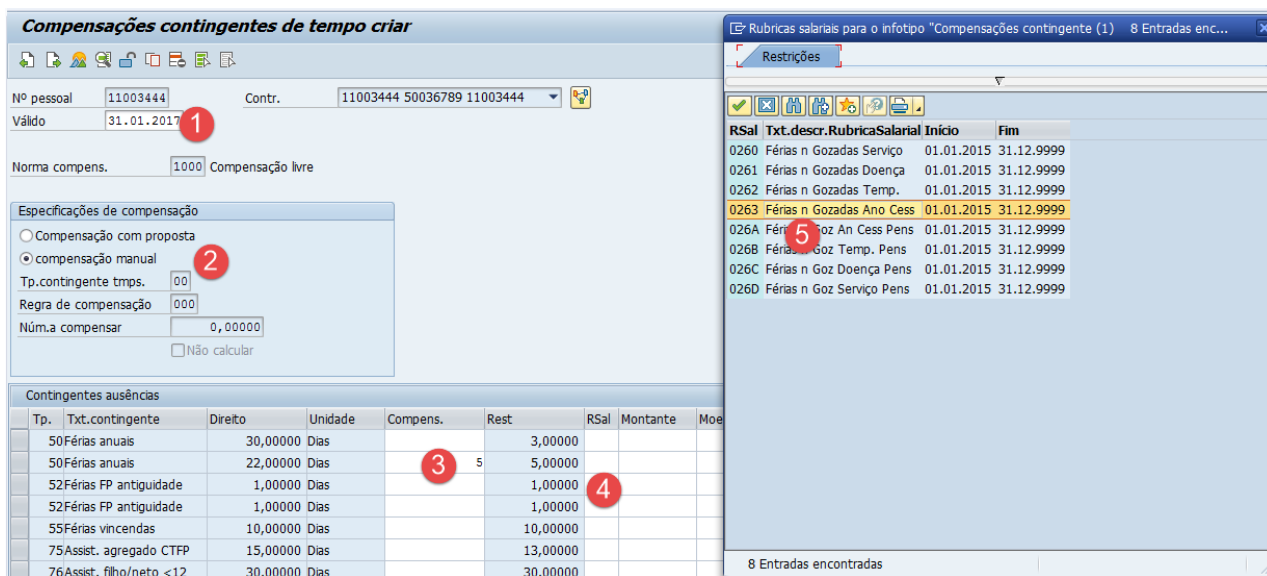 Compensações contingentes de tempo criar
Nº pessoal 11003444 Contr. 11003444 50036789 11003444
Válido 31.01.2017 1
Norma compens. 1000 Compensação livre
Especificações de compensação
Compensação com proposta
compensação manual 2
Tp.contingente tmps. 00
Regra de compensação 000
Núm.a compensar 0,00000
Não calcular
Contingentes ausências
Tp. Txt.contingente Direito Unidade Compens. Rest RSal Montante Moe
50 Férias anuais 30,00000 Dias 3,00000
50 Férias anuais 22,00000 Dias 3 5 5,00000
52 Férias FP antiguidade 1,00000 Dias 1,00000 4
52 Férias FP antiguidade 1,00000 Dias 1,00000
55 Férias vincendas 10,00000 Dias 10,00000
75 Assist. agregado CTFP 15,00000 Dias 13,00000
76 Assist. filho/neto <12 30,00000 Dias 30,00000
Rubricas salariais para o infotipo "Compensações contingente (1) 8 Entradas enc...
Restrições
RSal Txt.descr.RubricaSalarial Início Fim
0260 Férias n Gozadas Serviço 01.01.2015 31.12.9999
0261 Férias n Gozadas Doença 01.01.2015 31.12.9999
0262 Férias n Gozadas Temp. 01.01.2015 31.12.9999
0263 Férias n Gozadas Ano Cess 01.01.2015 31.12.9999
026A 5 Goz An Cess Pens 01.01.2015 31.12.9999
026B Férias n Goz Temp. Pens 01.01.2015 31.12.9999
026C Férias n Goz Doença Pens 01.01.2015 31.12.9999
026D Férias n Goz Serviço Pens 01.01.2015 31.12.9999
8 Entradas encontradas